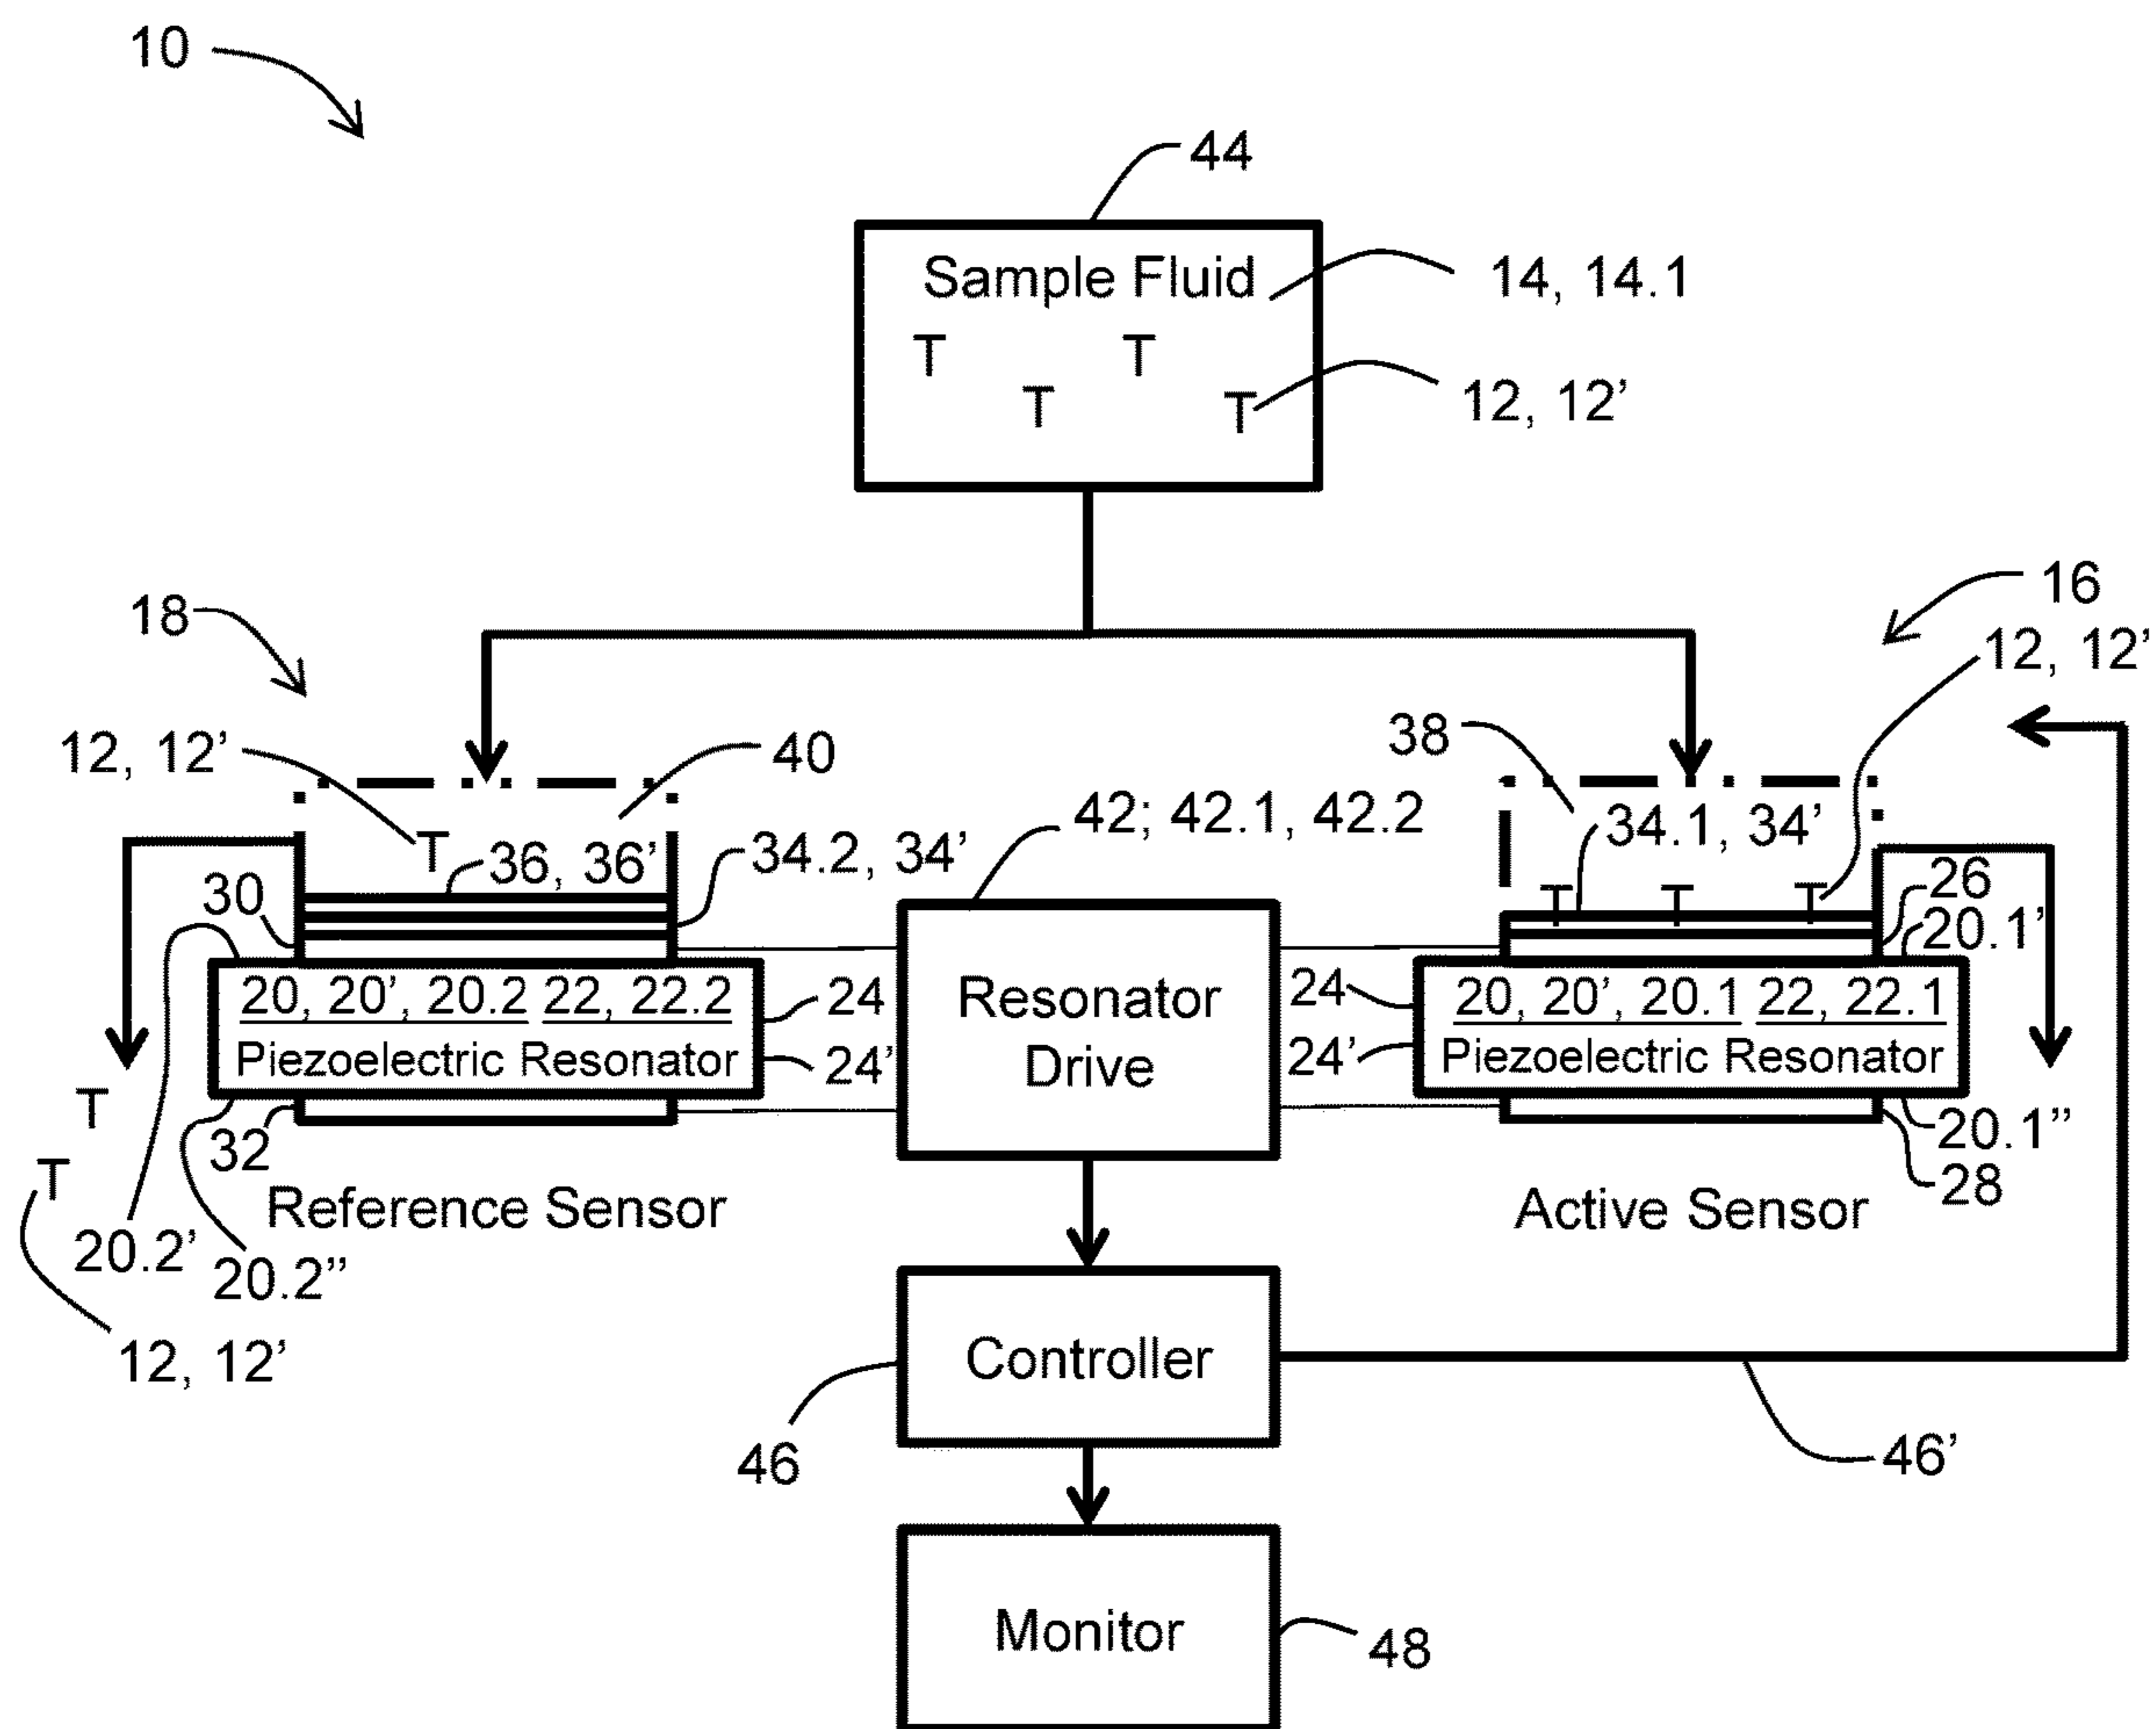 10
44
Sample Fluid
14, 14.1
T T
T T
12, 12’
18
16
12, 12’
12, 12’
40
38
42; 42.1, 42.2
34.1, 34’
T
36, 36’
34.2, 34’
30
T T T
26
20.1’
20, 20’, 20.2 22, 22.2
Piezoelectric Resonator
24
24’
Resonator
Drive
24
24’
20, 20’, 20.1 22, 22.1
Piezoelectric Resonator
T
32
20.1”
28
T
Reference Sensor
Active Sensor
20.2’
20.2”
12, 12’
Controller
46
46’
Monitor
48